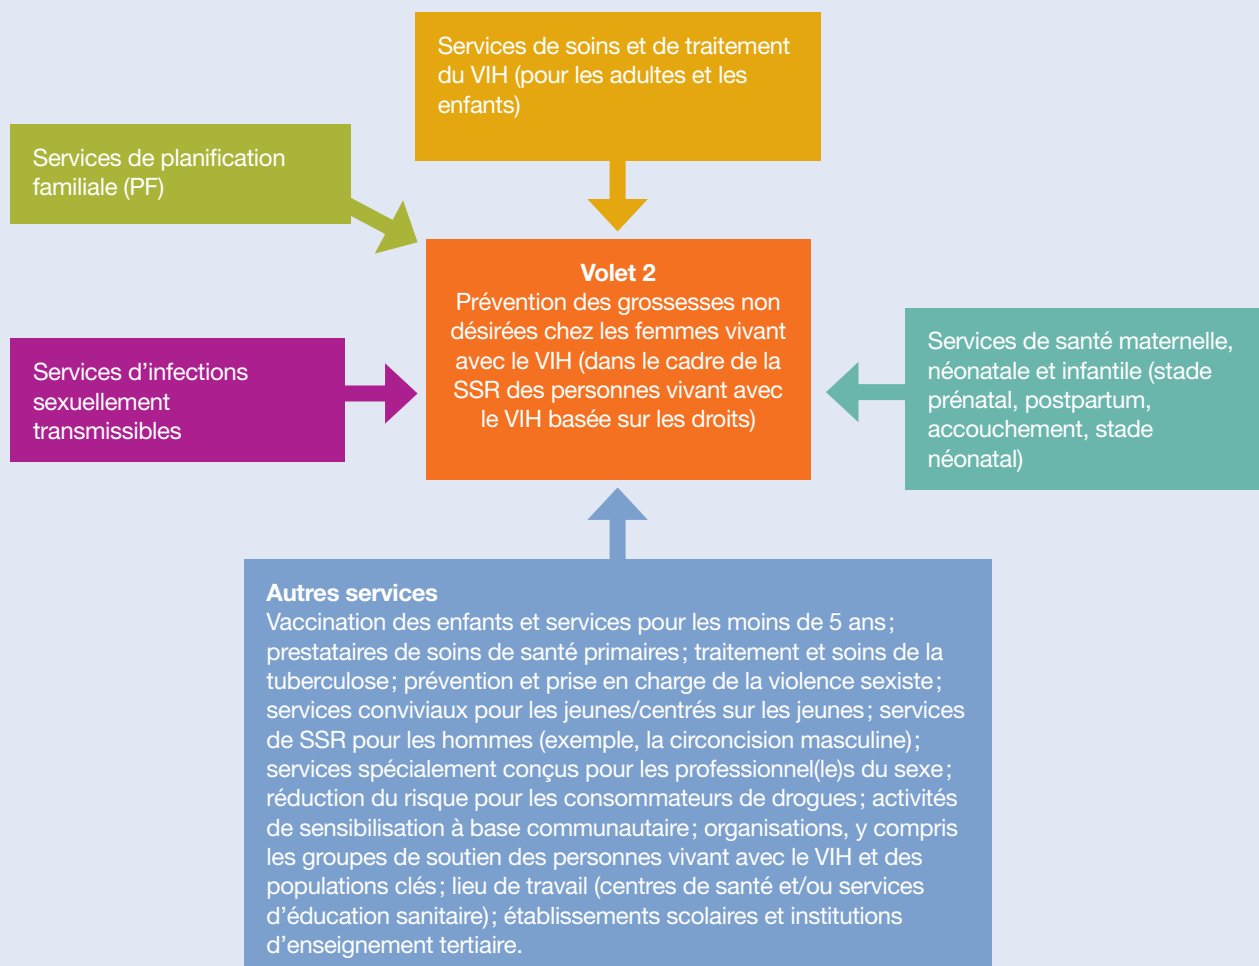 Services de soins et de traitement
du VIH (pour les adultes et les
enfants)
Services de planification
familiale (PF)
Volet 2
Prévention des grossesses non
désirées chez les femmes vivant
avec le VIH (dans le cadre de la
SSR des personnes vivant avec
le VIH basée sur les droits)
Services d’infections
sexuellement
transmissibles
Services de santé maternelle,
néonatale et infantile (stade
prénatal, postpartum,
accouchement, stade
néonatal)
Autres services
Vaccination des enfants et services pour les moins de 5 ans ;
prestataires de soins de santé primaires ; traitement et soins de la
tuberculose ; prévention et prise en charge de la violence sexiste ;
services conviviaux pour les jeunes/centrés sur les jeunes ; services
de SSR pour les hommes (exemple, la circoncision masculine) ;
services spécialement conçus pour les professionnel(le)s du sexe ;
réduction du risque pour les consommateurs de drogues ; activités
de sensibilisation à base communautaire ; organisations, y compris
les groupes de soutien des personnes vivant avec le VIH et des
populations clés ; lieu de travail (centres de santé et/ou services
d’éducation sanitaire) ; établissements scolaires et institutions
d’enseignement tertiaire.